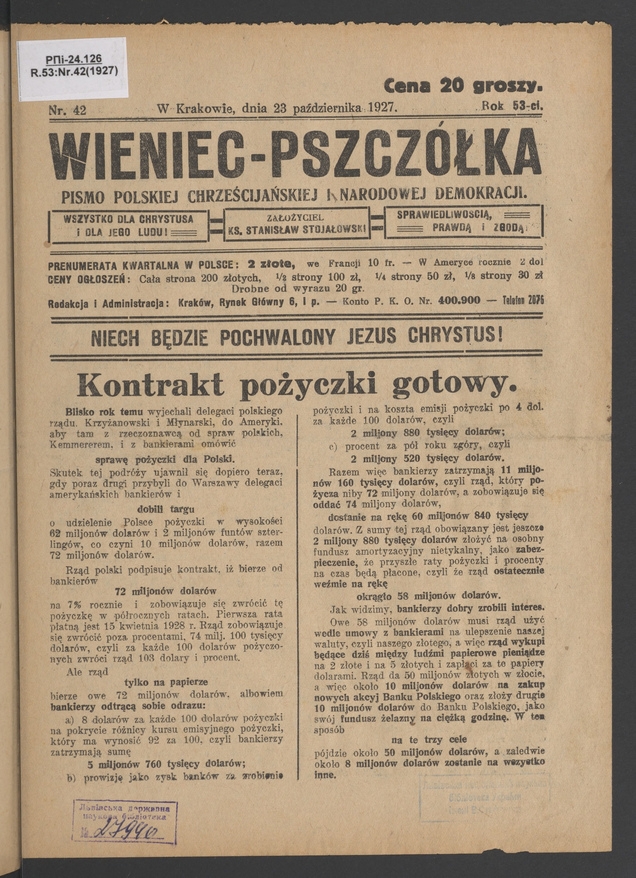 РПі-24.126
R.53:Nr.42(1927)
Cena 20 groszy.
Nr. 42 W Krakowie, dnia 23 października 1927. Rok 53-ci.
WIENIEC-PSZCZÓŁKA
PISMO POLSKIEJ CHRZEŚCIJAŃSKIEJ I NARODOWEJ DEMOKRACJI.
WSZYSTKO DLA CHRYSTUSA
I DLA JEGO LUDU!
ZAŁOŻYCIEL
KS. STANISŁAW STOJAŁOWSKI
SPRAWIEDLIWOŚCIĄ,
PRAWDĄ I ZGODĄ
PRENUMERATA KWARTALNA W POLSCE: 2 złote, we Francji 10 fr. — W Ameryce rocznie 2 dol
CENY OGŁOSZEŃ: Cała strona 200 złotych, 1/2 strony 100 zł, 1/4 strony 50 zł, 1/8 strony 30 zł
Drobne od wyrazu 20 gr.
Redakcja i Administracja: Kraków, Rynek Główny 6, I p. — Konto P. K. O. Nr. 400.900 — Telefon 2076
NIECH BĘDZIE POCHWALONY JEZUS CHRYSTUS!
Kontrakt pożyczki gotowy.
Blisko rok temu wyjechali delegaci polskiego
rządu. Krzyżanowski i Młynarski, do Ameryki.
aby tam z rzeczoznawcą od spraw polskich,
Kemmererem, i z bankierami omówić
sprawę pożyczki dla Polski.
Skutek tej podróży ujawnił się dopiero teraz,
gdy poraz drugi przybyli do Warszawy delegaci
amerykańskich bankierów i
dobili targu
o udzielenie Polsce pożyczki w wysokości
62 miljonów dolarów i 2 miljonów funtów szter-
lingów, co czyni 10 miljonów dolarów, razem
72 miljonów dolarów.
Rząd polski podpisuje kontrakt, iż bierze od
bankierów
72 miljonów dolarów
na 7% rocznie i zobowiązuje się zwrócić tę
pożyczkę w półrocznych ratach. Pierwsza rata
płatną jest 15 kwietnia 1928 r. Rząd zobowiązuje
się zwrócić poza procentami, 74 milj. 100 tysięcy
dolarów, czyli za każde 100 dolarów pożyczo-
nych zwróci rząd 103 dolary i procent.
Ale rząd
tylko na papierze
bierze owe 72 miljonów dolarów, albowiem
bankierzy odtrącą sobie odrazu:
a) 8 dolarów za każde 100 dolarów pożyczki
na pokrycie różnicy kursu emisyjnego pożyczki,
który ma wynosić 92 za 100, czyli bankierzy
zatrzymają sumę
5 miljonów 760 tysięcy dolarów;
b) prowizję jako zysk banków za zrobienie
pożyczki i na koszta emisji pożyczki po 4 dol.
za każde 100 dolarów, czyli
2 miljony 880 tysięcy dolarów;
c) procent za pół roku zgóry, czyli
2 miljony 520 tysięcy dolarów.
Razem więc bankierzy zatrzymają 11 miljo-
nów 160 tysięcy dolarów, czyli rząd, który po-
życza niby 72 miljony dolarów, a zobowiązuje się
oddać 74 miljony dolarów,
dostanie na rękę 60 miljonów 840 tysięcy
dolarów. Z sumy tej rząd obowiązany jest jeszcze
2 miljony 880 tysięcy dolarów złożyć na osobny
fundusz amortyzacyjny nietykalny, jako zabez-
pieczenie, że przyszłe raty pożyczki i procenty
na czas będą płacone, czyli że rząd ostatecznie
weźmie na rękę
okrągło 58 miljonów dolarów.
Jak widzimy, bankierzy dobry zrobili interes.
Owe 58 miljonów dolarów musi rząd użyć
wedle umowy z bankierami na ulepszenie naszej
waluty, czyli naszego złotego, a więc rząd wykupi
będące dziś między ludźmi papierowe pieniądze
na 2 złote i na 5 złotych i zapłaci za te papiery
dolarami. Rząd da 50 miljonów złotych w złocie,
a więc około 10 miljonów dolarów na zakup
nowych akcyj Banku Polskiego oraz złoży drugie
10 miljonów dolarów do Banku Polskiego, jako
swój fundusz żelazny na ciężką godzinę. W ten
sposób
na te trzy cele
pójdzie około 50 miljonów dolarów, a zaledwie
około 8 miljonów dolarów zostanie na wszystko
inne.
Львівська державна
наукова бібліотека
№ 27990